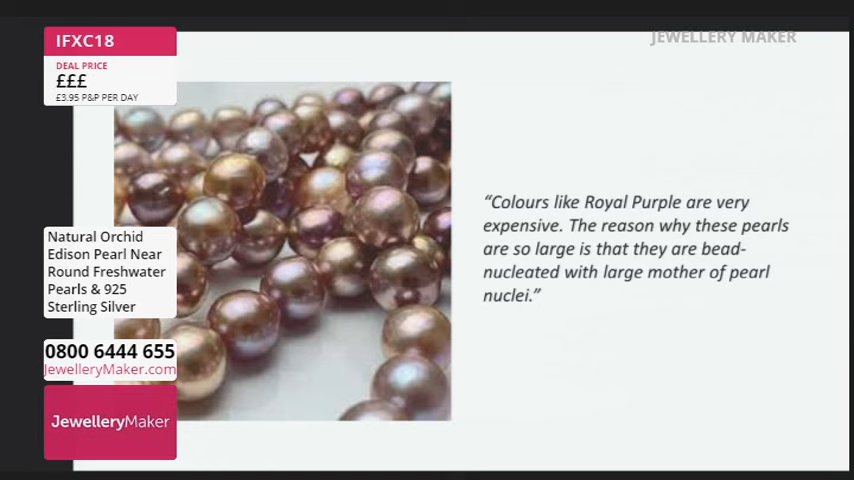 IFXC18
DEAL PRICE
£££
£3.95 P&P PER DAY
JEWELLERY MAKER
Natural Orchid
Edison Pearl Near
Round Freshwater
Pearls & 925
Sterling Silver
0800 6444 655
JewelleryMaker.com
JewelleryMaker
“Colours like Royal Purple are very
expensive. The reason why these pearls
are so large is that they are bead-
nucleated with large mother of pearl
nuclei.”